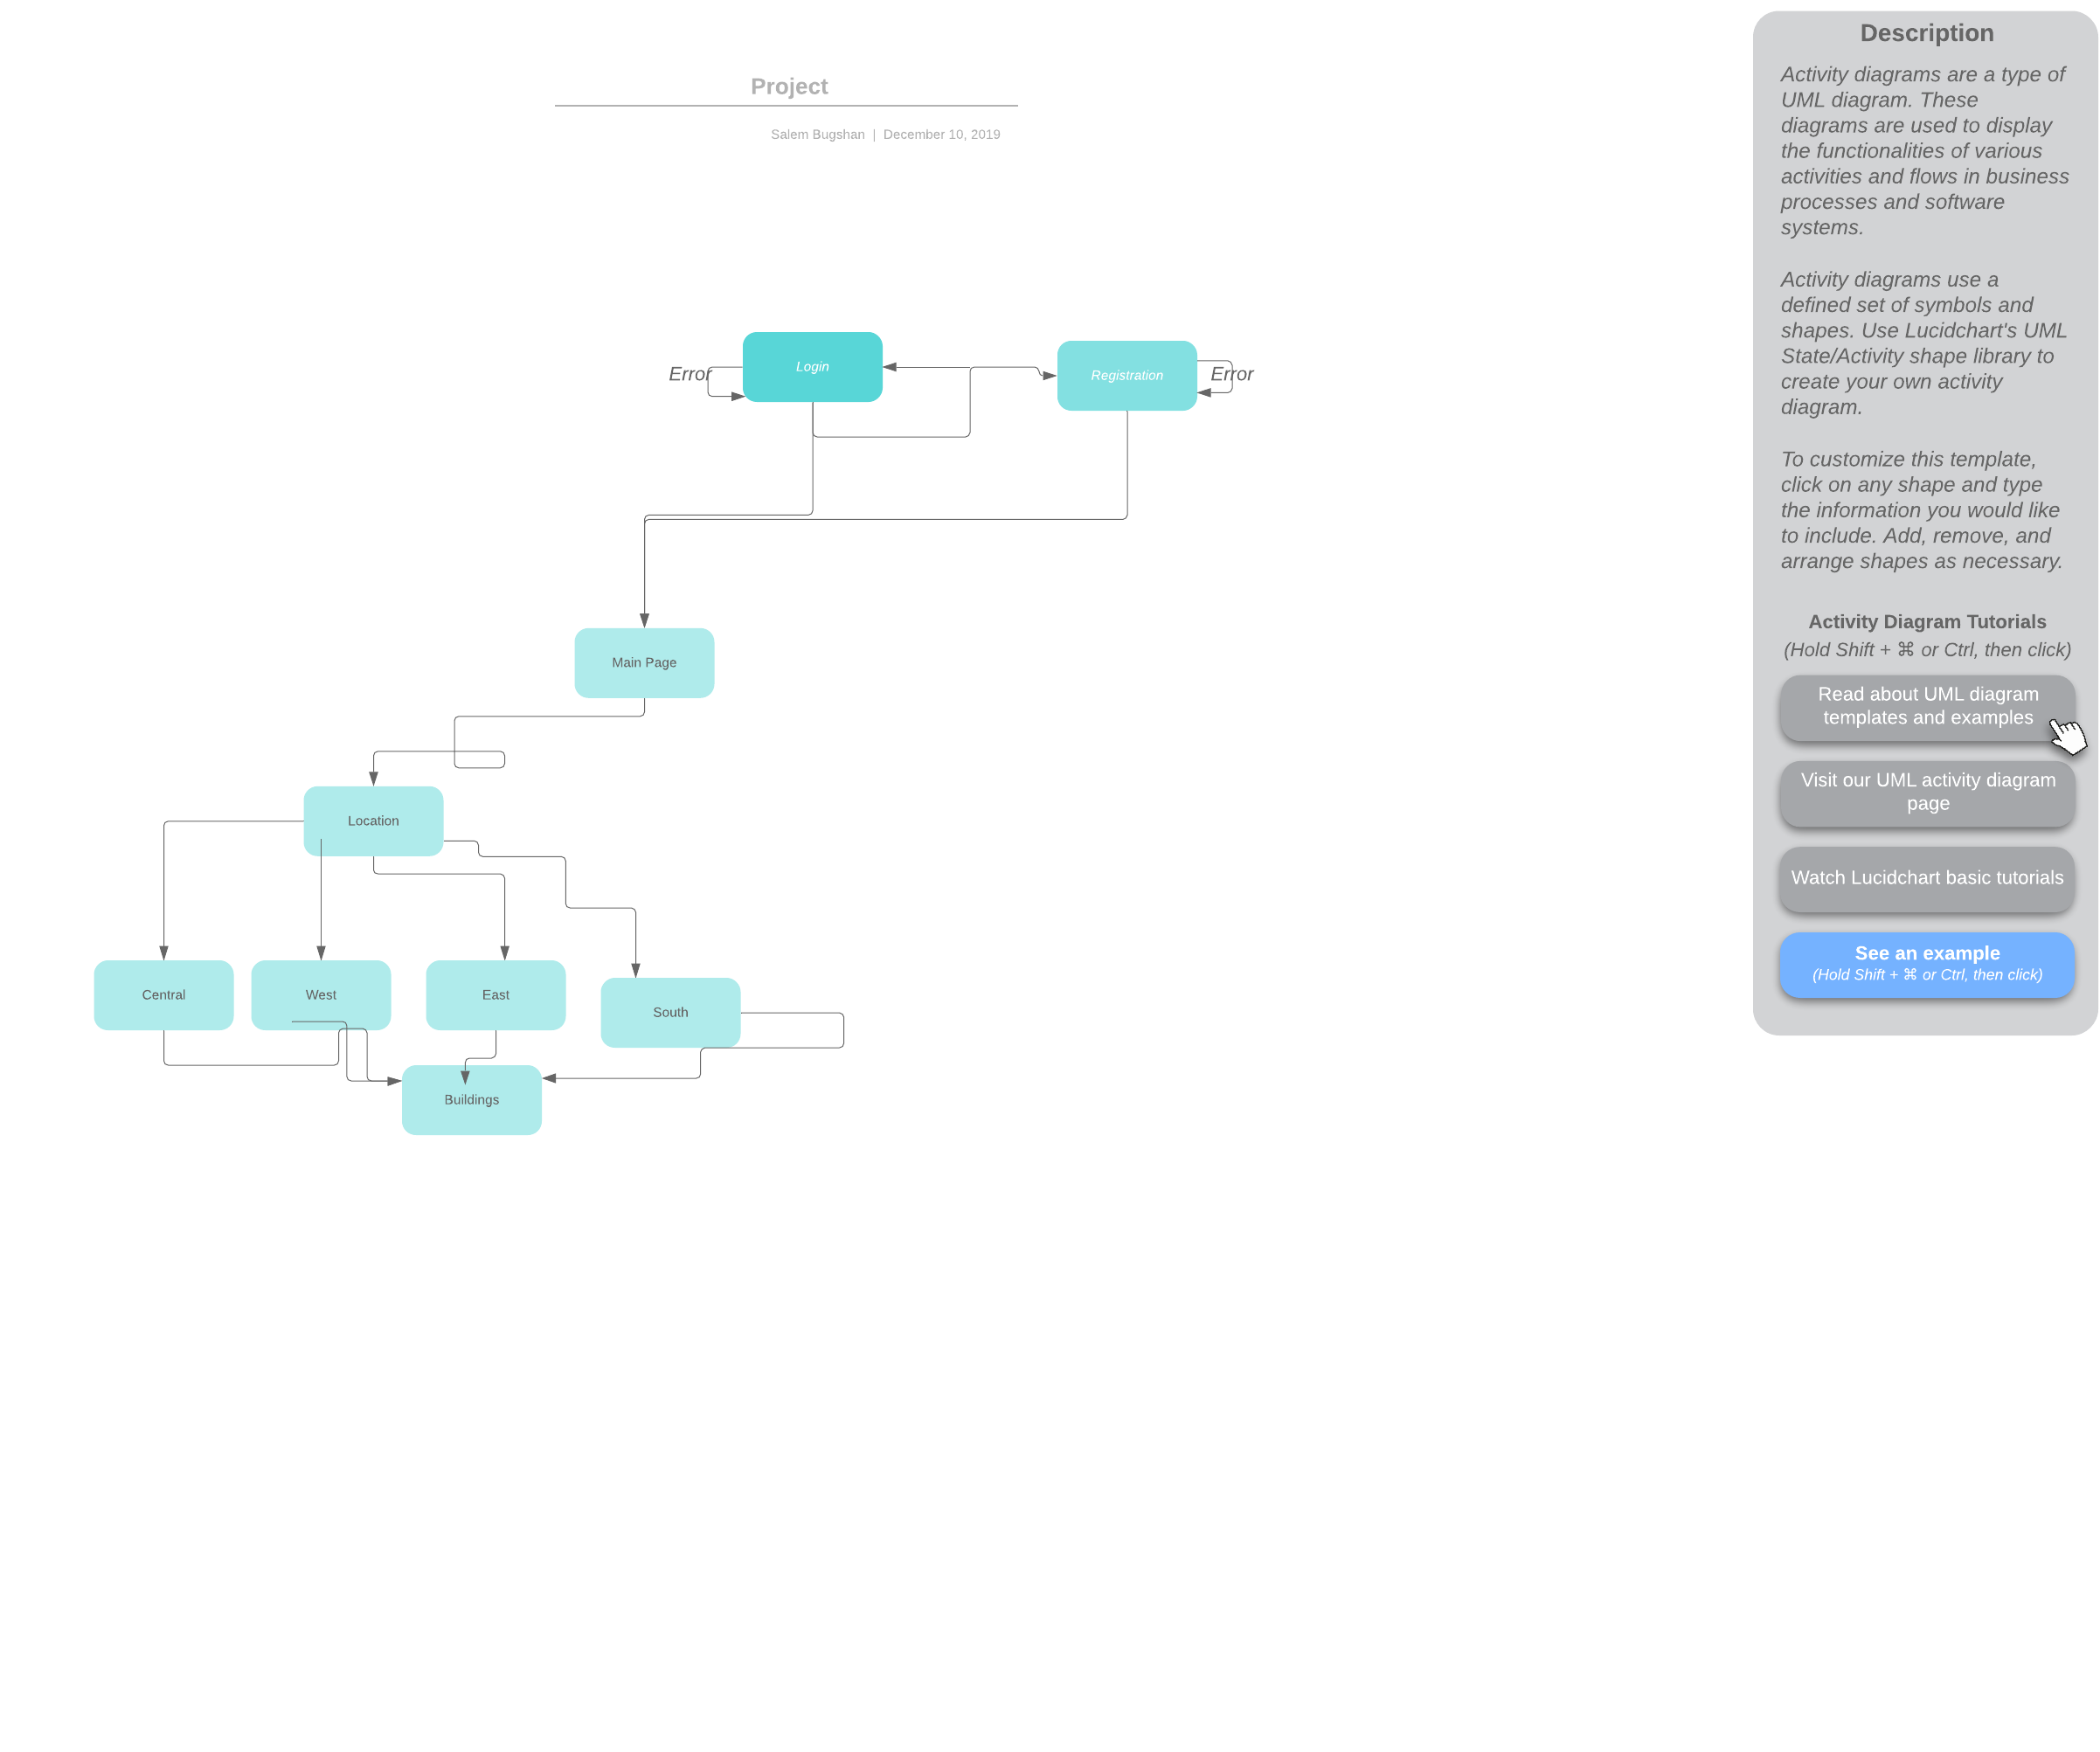 Project
Salem Bugshan | December 10, 2019
Login
Error
Registration
Error
Main Page
Location
Central
West
East
South
Buildings
Description
Activity diagrams are a type of
UML diagram. These
diagrams are used to display
the functionalities of various
activities and flows in business
processes and software
systems.
Activity diagrams use a
defined set of symbols and
shapes. Use Lucidchart's UML
State/Activity shape library to
create your own activity
diagram.
To customize this template,
click on any shape and type
the information you would like
to include. Add, remove, and
arrange shapes as necessary.
Activity Diagram Tutorials
(Hold Shift + ⌘ or Ctrl, then click)
Read about UML diagram
templates and examples
Visit our UML activity diagram
page
Watch Lucidchart basic tutorials
See an example
(Hold Shift + ⌘ or Ctrl, then click)